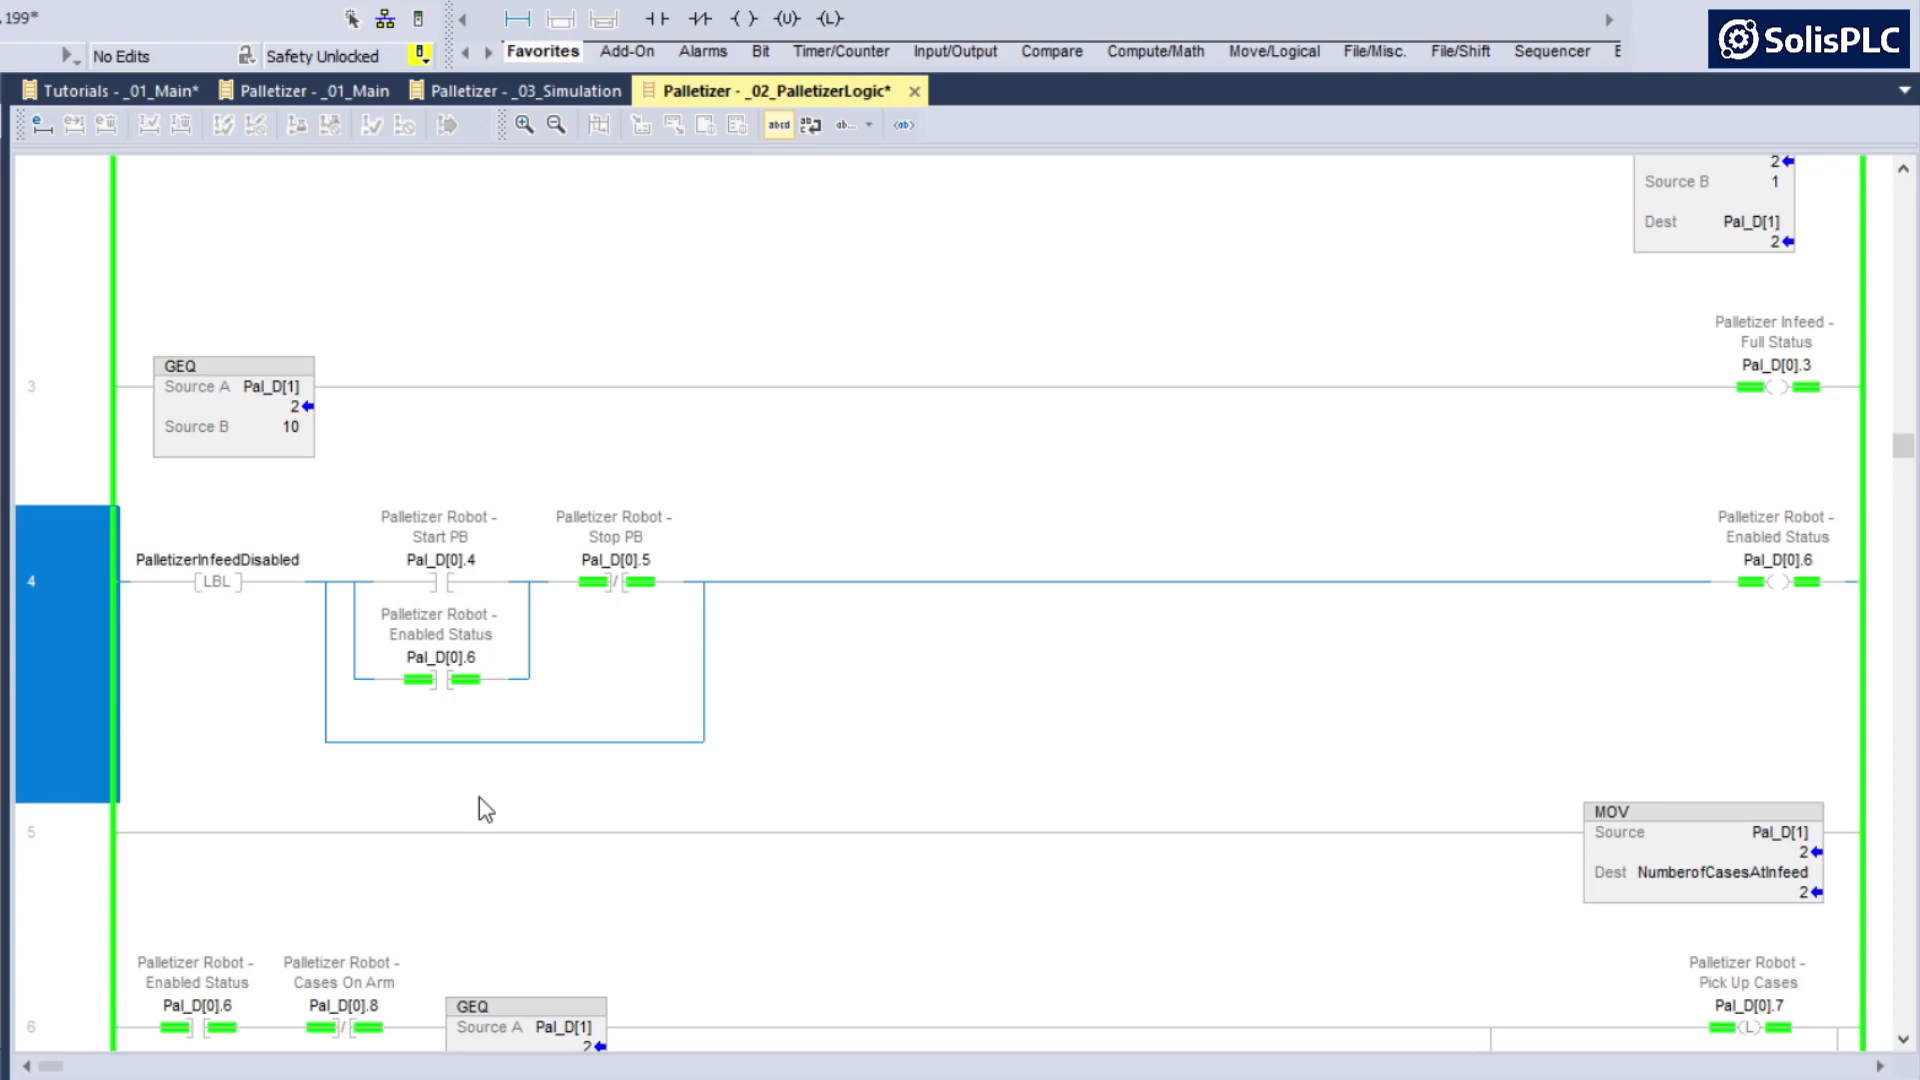 .199*
(U)
(L)
No Edits
Safety Unlocked
Favorites Add-On Alarms Bit Timer/Counter Input/Output Compare Compute/Math Move/Logical File/Misc. File/Shift Sequencer
SolisPLC
Tutorials - _01_Main* Palletizer - _01_Main Palletizer - _03_Simulation Palletizer - _02_PalletizerLogic*
abcd
ab...
2
Source B 1
Dest Pal_D[1]
2
3
GEQ
Source A Pal_D[1]
2
Source B 10
Palletizer Infeed -
Full Status
Pal_D[0].3
4
PalletizerInfeedDisabled
LBL
Palletizer Robot -
Start PB
Pal_D[0].4
Palletizer Robot -
Stop PB
Pal_D[0].5
Palletizer Robot -
Enabled Status
Pal_D[0].6
Palletizer Robot -
Enabled Status
Pal_D[0].6
5
MOV
Source Pal_D[1]
2
Dest NumberofCasesAtInfeed
2
6
Palletizer Robot -
Enabled Status
Pal_D[0].6
Palletizer Robot -
Cases On Arm
Pal_D[0].8
GEQ
Source A Pal_D[1]
2
Palletizer Robot -
Pick Up Cases
Pal_D[0].7
L